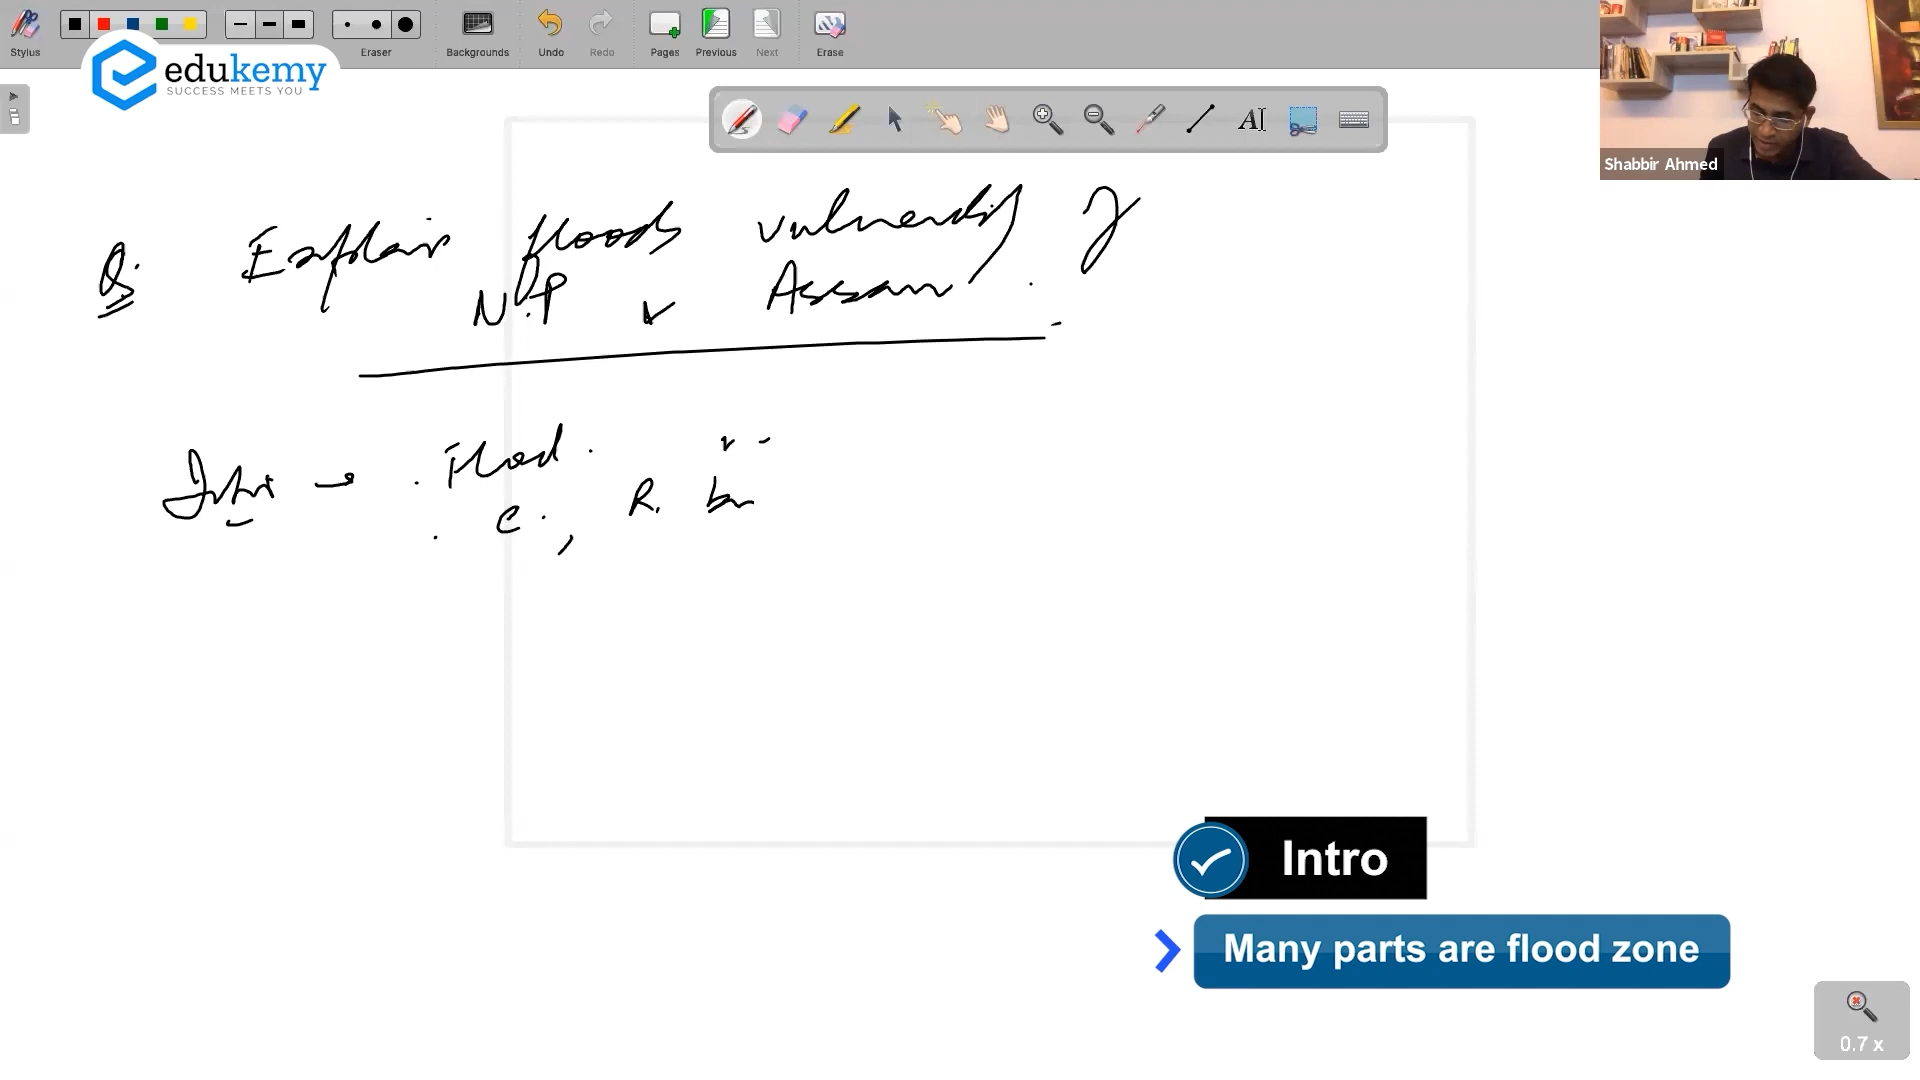 Stylus
Eraser
Backgrounds
Undo
Redo
Pages
Previous
Next
Erase
edukemy
SUCCESS MEETS YOU
Shabbir Ahmed
Q. Explain floods vulnerability of
N.P & Assam.
Intro → . Flood.
. C., R.
Intro
Many parts are flood zone
0.7 x